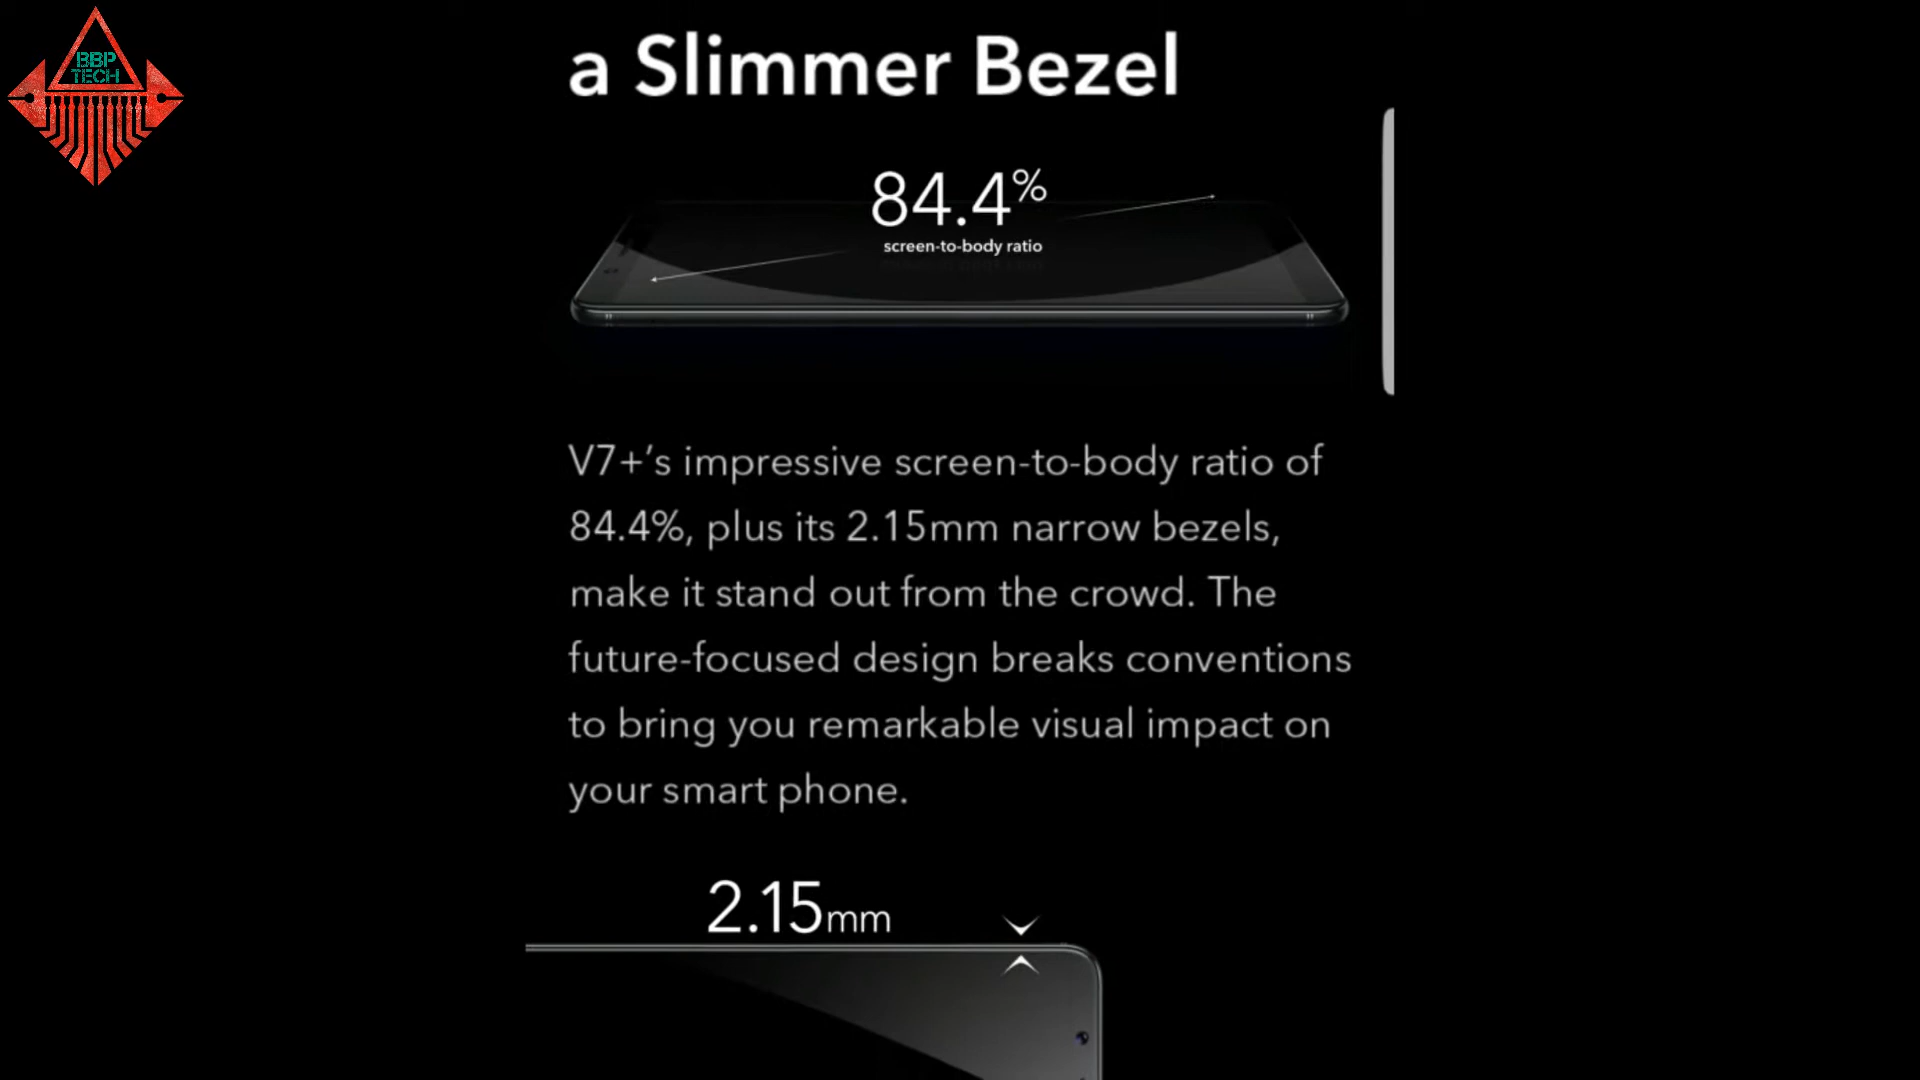 BBP
TECH
a Slimmer Bezel
84.4%
screen-to-body ratio
V7+’s impressive screen-to-body ratio of
84.4%, plus its 2.15mm narrow bezels,
make it stand out from the crowd. The
future-focused design breaks conventions
to bring you remarkable visual impact on
your smart phone.
2.15mm